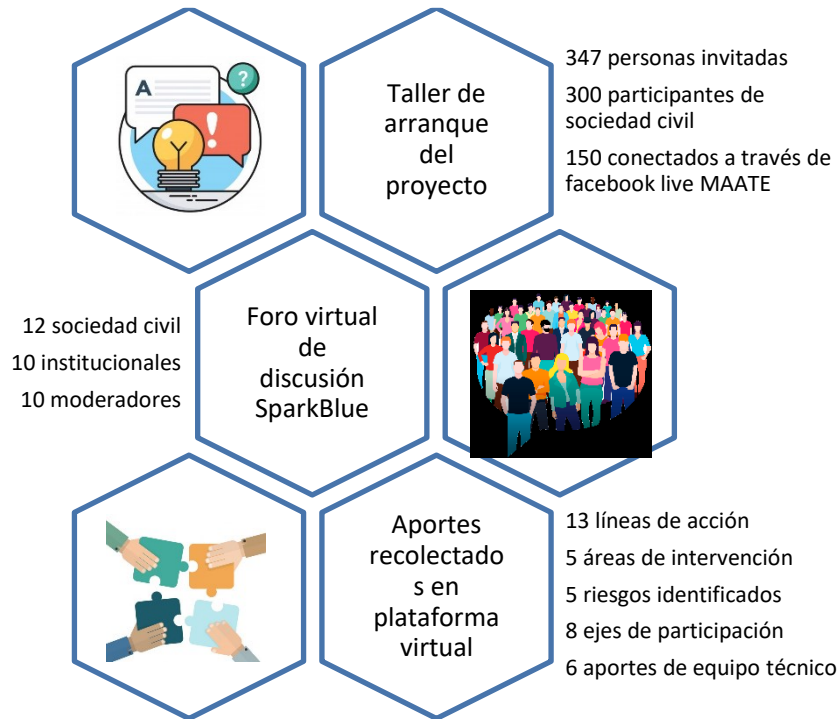 A
?
!
Taller de
arranque
del
proyecto
347 personas invitadas
300 participantes de
sociedad civil
150 conectados a través de
facebook live MAATE
12 sociedad civil
10 institucionales
10 moderadores
Foro virtual
de
discusión
SparkBlue
Aportes
recolectado
s en
plataforma
virtual
13 líneas de acción
5 áreas de intervención
5 riesgos identificados
8 ejes de participación
6 aportes de equipo técnico